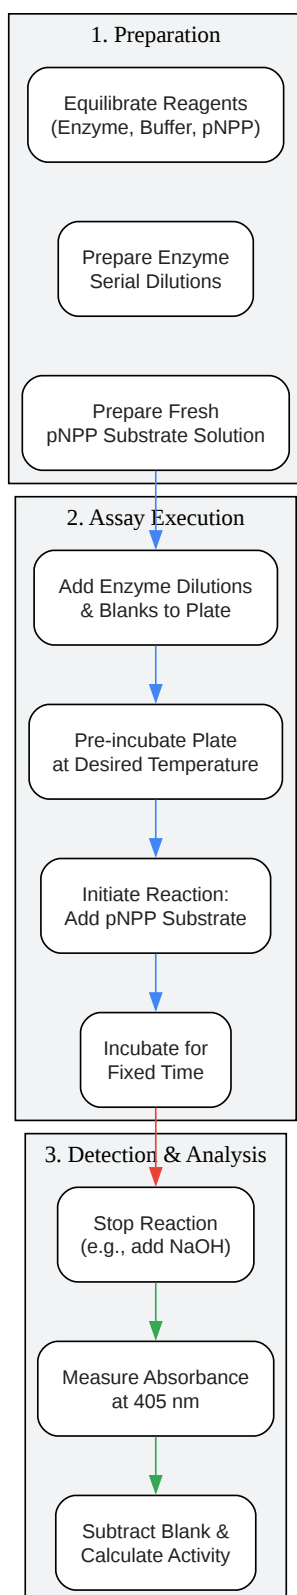 1. Preparation
Equilibrate Reagents
(Enzyme, Buffer, pNPP)
Prepare Enzyme
Serial Dilutions
Prepare Fresh
pNPP Substrate Solution
2. Assay Execution
Add Enzyme Dilutions
& Blanks to Plate
Pre-incubate Plate
at Desired Temperature
Initiate Reaction:
Add pNPP Substrate
Incubate for
Fixed Time
3. Detection & Analysis
Stop Reaction
(e.g., add NaOH)
Measure Absorbance
at 405 nm
Subtract Blank &
Calculate Activity